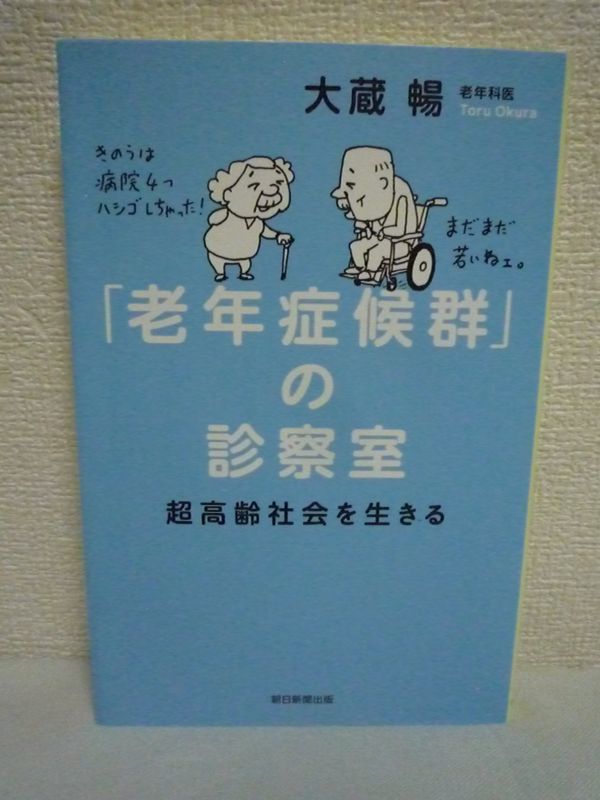 大蔵 暢 老年科医
Toru Okura
きのうは
病院4つ
ハシゴしちゃった!
まだまだ
若いねェ。
「老年症候群」
の
診察室
超高齢社会を生きる
朝日新聞出版